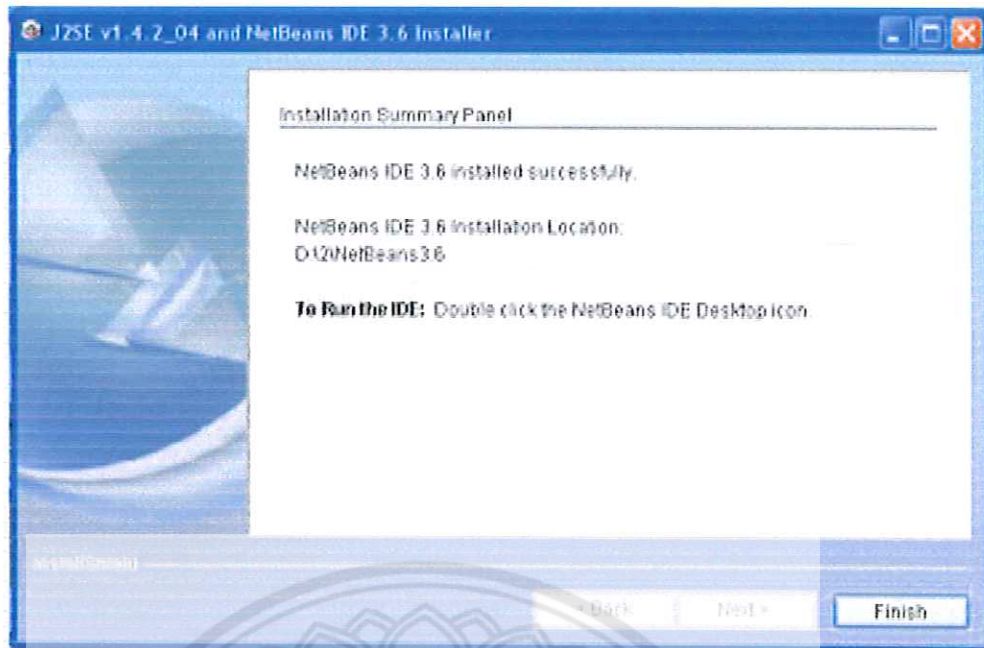 J2SE v1.4.2_04 and NetBeans IDE 3.6 Installer
Installation Summary Panel
NetBeans IDE 3.6 installed successfully.
NetBeans IDE 3.6 Installation Location:
D:\2\NetBeans3.6
To Run the IDE: Double click the NetBeans IDE Desktop icon.
< Back
Next >
Finish